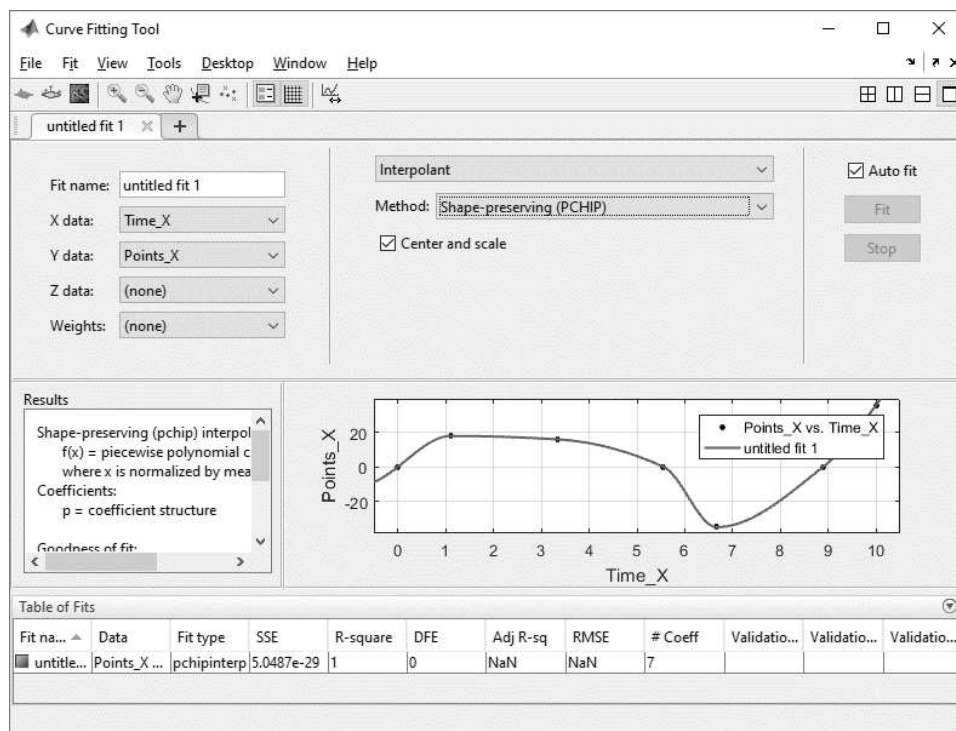 Curve Fitting Tool
File Fit View Tools Desktop Window Help
untitled fit 1
Fit name: untitled fit 1
X data: Time_X
Y data: Points_X
Z data: (none)
Weights: (none)
Interpolant
Method: Shape-preserving (PCHIP)
Center and scale
Auto fit
Fit
Stop
Results
Shape-preserving (pchip) interpol
f(x) = piecewise polynomial c
where x is normalized by mea
Coefficients:
p = coefficient structure
Goodness of fit:
Points_X
20
0
-20
Points_X vs. Time_X
untitled fit 1
0 1 2 3 4 5 6 7 8 9 10
Time_X
Table of Fits
Fit na... Data Fit type SSE R-square DFE Adj R-sq RMSE # Coeff Validatio... Validatio... Validatio...
untitle... Points_X ... pchipinterp 5.0487e-29 1 0 NaN NaN 7